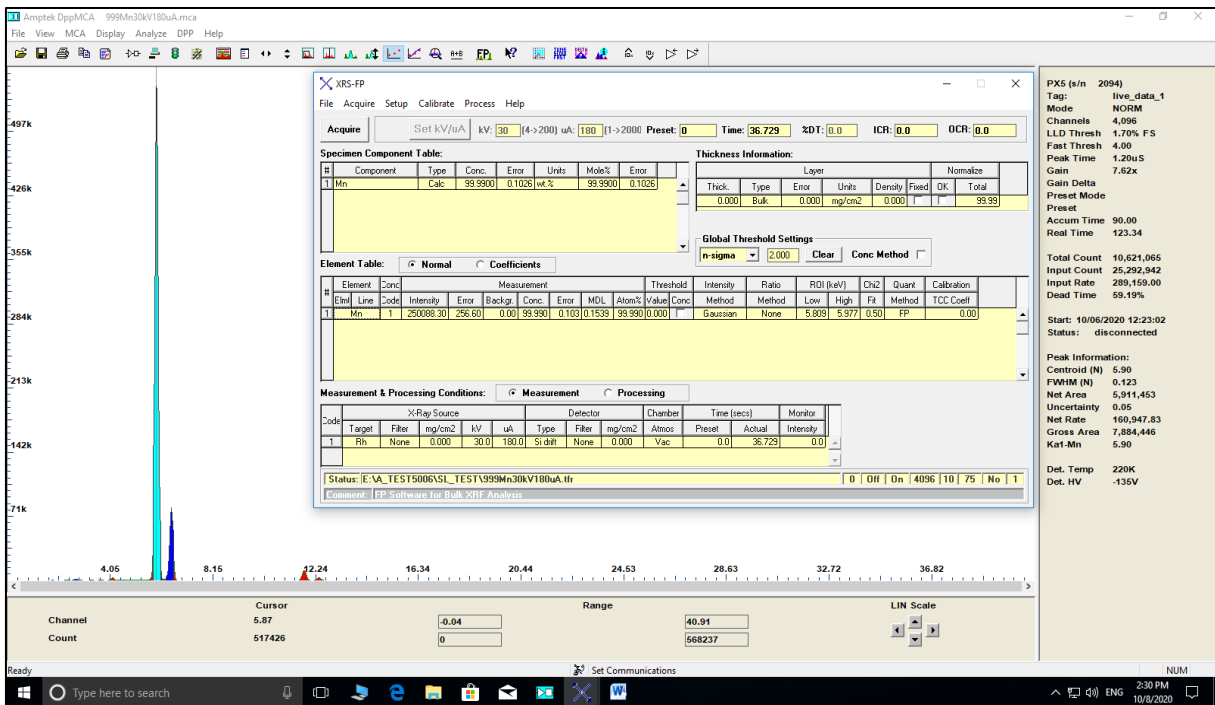 Amptek DppMCA 999Mn30kV180uA.mca
File View MCA Display Analyze DPP Help
A+B FP
XRS-FP
File Acquire Setup Calibrate Process Help
Acquire Set kV/uA kV: 30 (4->200) uA: 180 (1->2000 Preset: 0 Time: 36.729 %DT: 0.0 ICR: 0.0 OCR: 0.0
Specimen Component Table:
# Component Type Conc. Error Units Mole% Error
1 Mn Calc 99.9900 0.1026 wt.% 99.9900 0.1026
Thickness Information:
Layer Normalize
Thick. Type Error Units Density Fixed OK Total
0.000 Bulk 0.000 mg/cm2 0.000 99.99
Global Threshold Settings
n-sigma 2.000 Clear Conc Method
Element Table: Normal Coefficients
# Element Conc Measurement Threshold Intensity Ratio ROI (keV) Chi2 Quant Calibration
Elml Line Code Intensity Error Backgr. Conc. Error MDL Atom% Value Conc Method Method Low High Fit Method TCC Coeff
1 Mn 1 250088.30 256.60 0.00 99.990 0.103 0.1539 99.990 0.000 Gaussian None 5.809 5.977 0.50 FP 0.00
Measurement & Processing Conditions: Measurement Processing
Code X-Ray Source Detector Chamber Time (secs) Monitor
Target Filter mg/cm2 kV uA Type Filter mg/cm2 Atmos Preset Actual Intensity
1 Rh None 0.000 30.0 180.0 Si drift None 0.000 Vac 0.0 36.729 0.0
Status: E:\A_TEST5006\SL_TEST\999Mn30kV180uA.tfr 0 Off On 4096 10 75 No 1
Comment: FP Software for Bulk XRF Analysis
497k
426k
355k
284k
213k
142k
71k
4.05 8.15 12.24 16.34 20.44 24.53 28.63 32.72 36.82
PX5 (s/n 2094)
Tag: live_data_1
Mode NORM
Channels 4,096
LLD Thresh 1.70% FS
Fast Thresh 4.00
Peak Time 1.20uS
Gain 7.62x
Gain Delta
Preset Mode
Preset
Accum Time 90.00
Real Time 123.34
Total Count 10,621,065
Input Count 25,292,942
Input Rate 289,159.00
Dead Time 59.19%
Start: 10/06/2020 12:23:02
Status: disconnected
Peak Information:
Centroid (N) 5.90
FWHM (N) 0.123
Net Area 5,911,453
Uncertainty 0.05
Net Rate 160,947.83
Gross Area 7,884,446
Ka1-Mn 5.90
Det. Temp 220K
Det. HV -135V
Cursor Range LIN Scale
Channel 5.87 -0.04 40.91
Count 517426 0 568237
Ready Set Communications NUM
Type here to search
ENG 2:30 PM
10/8/2020